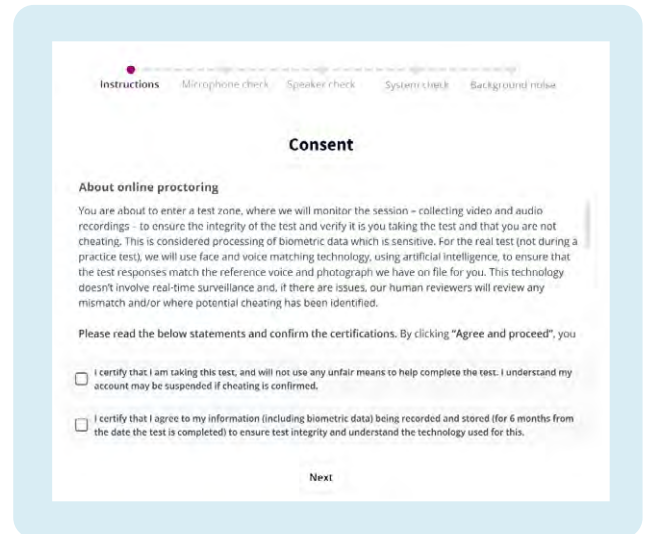 Instructions Microphone check Speaker check System check Background noise
Consent
About online proctoring
You are about to enter a test zone, where we will monitor the session – collecting video and audio
recordings - to ensure the integrity of the test and verify it is you taking the test and that you are not
cheating. This is considered processing of biometric data which is sensitive. For the real test (not during a
practice test), we will use face and voice matching technology, using artificial intelligence, to ensure that
the test responses match the reference voice and photograph we have on file for you. This technology
doesn't involve real-time surveillance and, if there are issues, our human reviewers will review any
mismatch and/or where potential cheating has been identified.
Please read the below statements and confirm the certifications. By clicking "Agree and proceed", you
I certify that I am taking this test, and will not use any unfair means to help complete the test. I understand my
account may be suspended if cheating is confirmed.
I certify that I agree to my information (including biometric data) being recorded and stored (for 6 months from
the date the test is completed) to ensure test integrity and understand the technology used for this.
Next